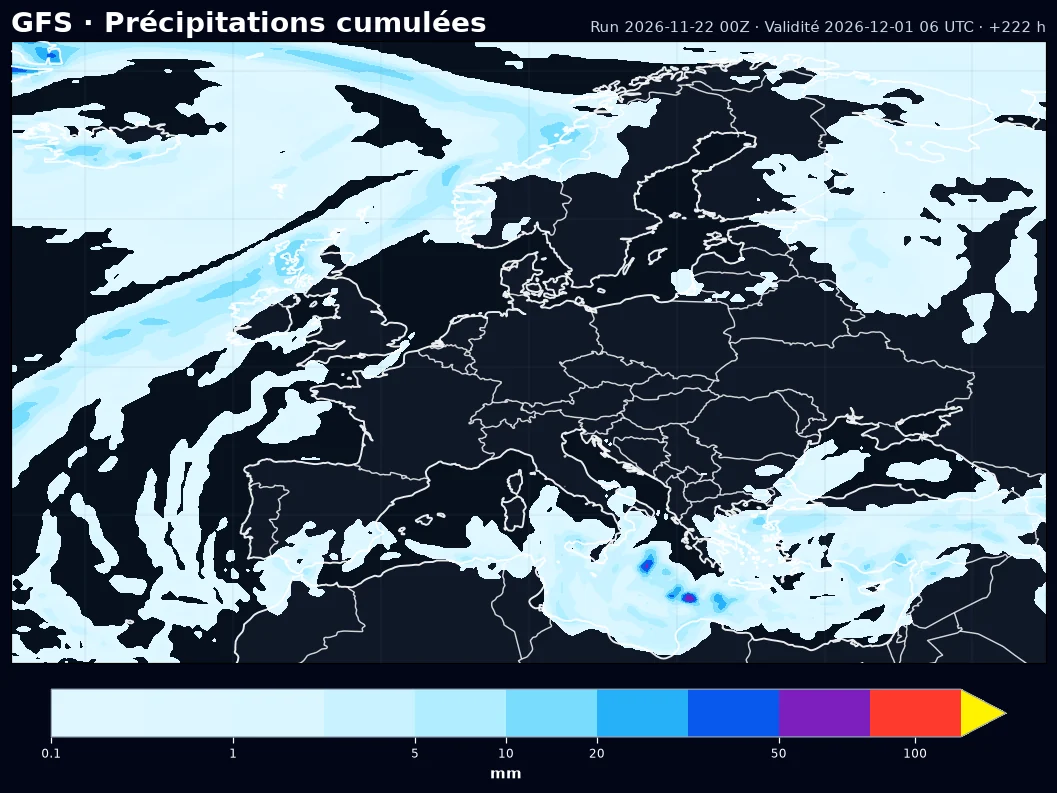 GFS · Précipitations cumulées
Run 2026-11-22 00Z · Validité 2026-12-01 06 UTC · +222 h
0.1 1 5 10 20 50 100
mm